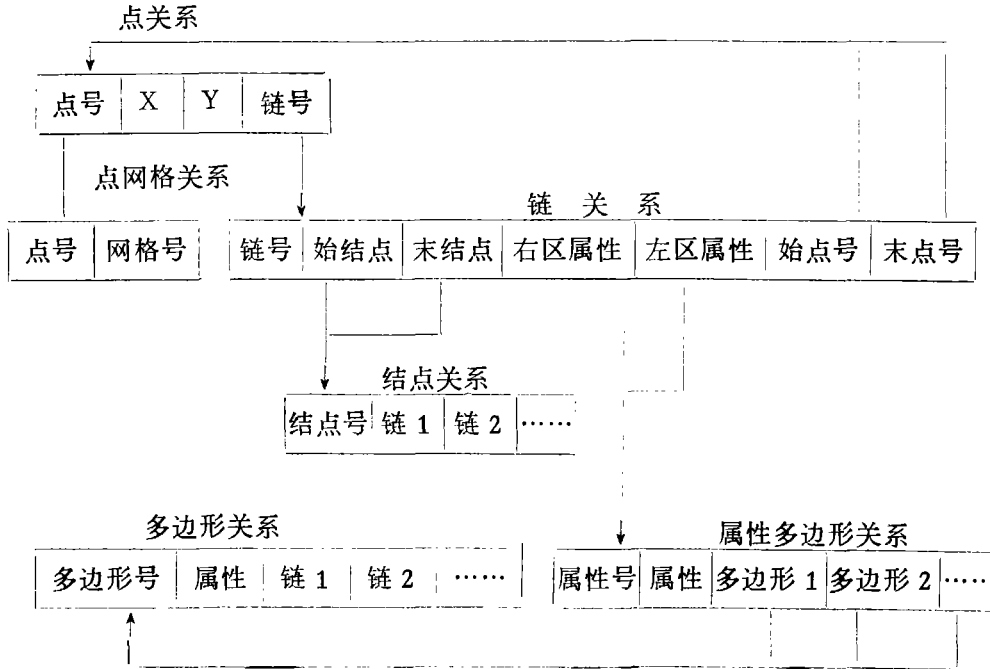 点关系
点号 X Y 链号
点网格关系
链 关 系
点号 网格号
链号 始结点 末结点 右区属性 左区属性 始点号 末点号
结点关系
结点号 链 1 链 2 ……
多边形关系
属性多边形关系
多边形号 属性 链 1 链 2 ……
属性号 属性 多边形 1 多边形 2 ……